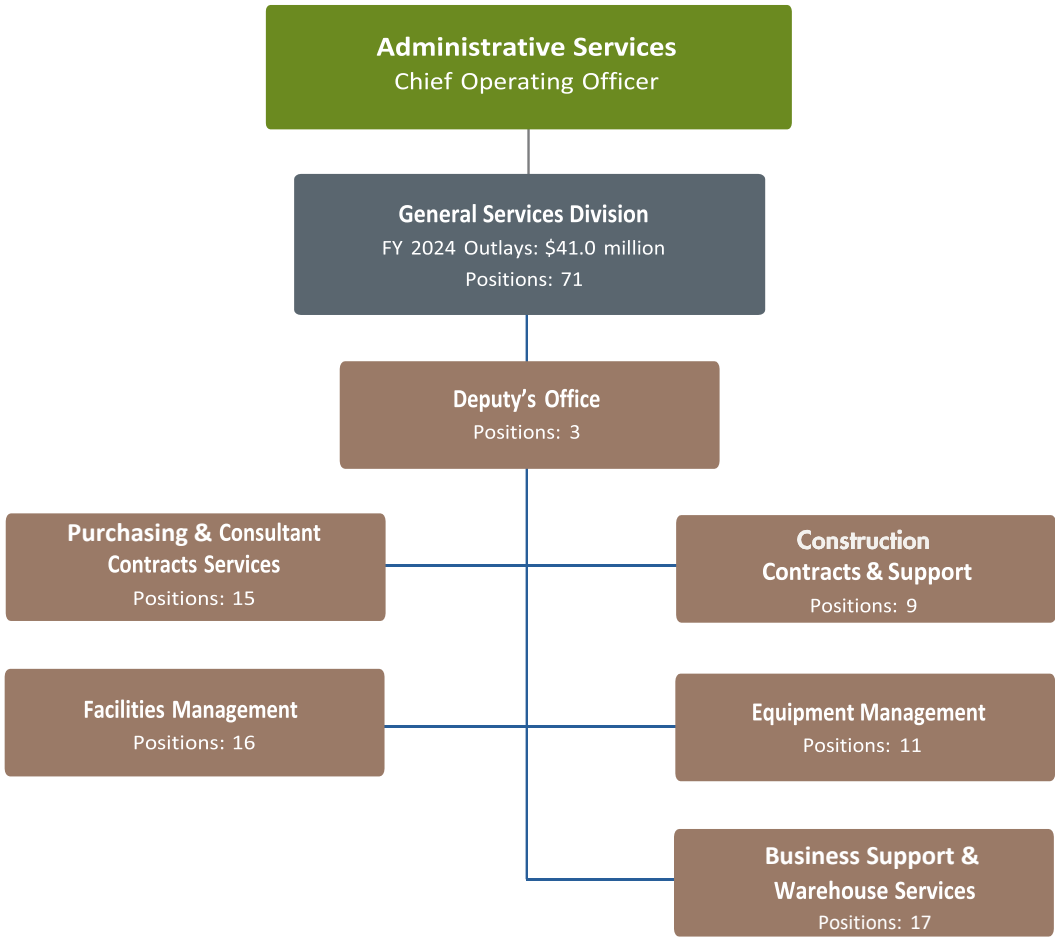 Administrative Services
Chief Operating Officer
General Services Division
FY 2024 Outlays: $41.0 million
Positions: 71
Deputy’s Office
Positions: 3
Purchasing & Consultant
Contracts Services
Positions: 15
Construction
Contracts & Support
Positions: 9
Facilities Management
Positions: 16
Equipment Management
Positions: 11
Business Support &
Warehouse Services
Positions: 17